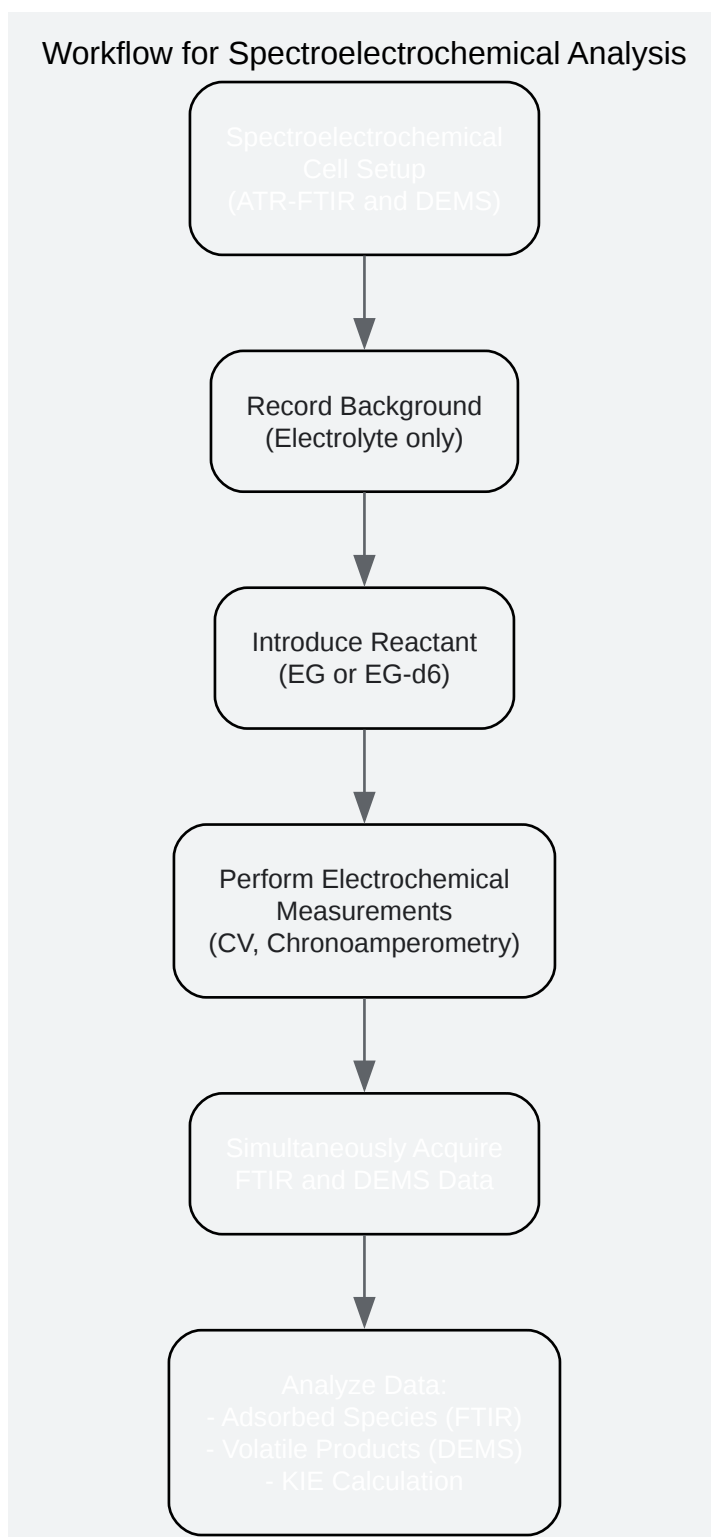 Workflow for Spectroelectrochemical Analysis
Spectroelectrochemical
Cell Setup
(ATR-FTIR and DEMS)
Record Background
(Electrolyte only)
Introduce Reactant
(EG or EG-d6)
Perform Electrochemical
Measurements
(CV, Chronoamperometry)
Simultaneously Acquire
FTIR and DEMS Data
Analyze Data:
- Adsorbed Species (FTIR)
- Volatile Products (DEMS)
- KIE Calculation